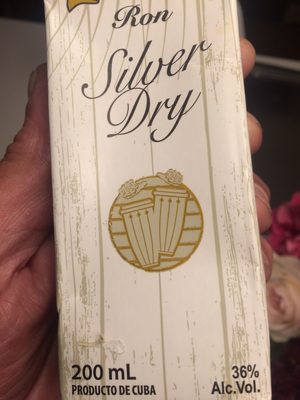 Ron
Silver
Dry
200 mL 36%
PRODUCTO DE CUBA Alc.Vol.